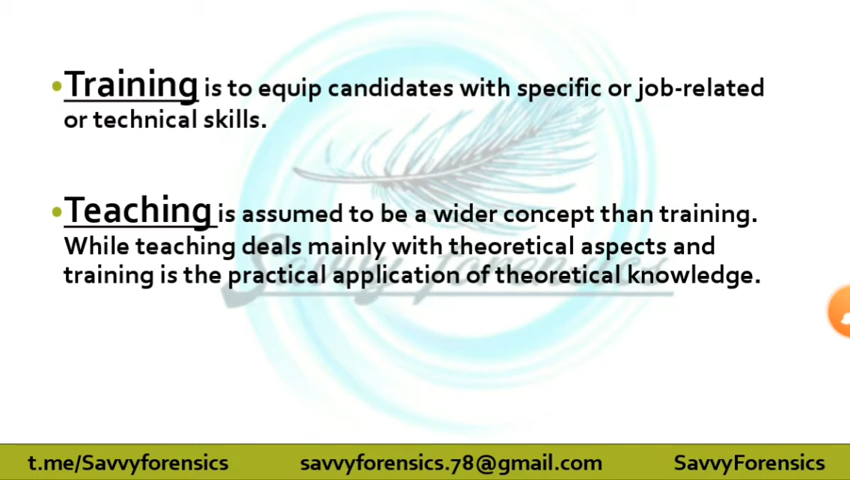 •Training is to equip candidates with specific or job-related
or technical skills.
•Teaching is assumed to be a wider concept than training.
While teaching deals mainly with theoretical aspects and
training is the practical application of theoretical knowledge.
Savvy forensics
t.me/Savvyforensics savvyforensics.78@gmail.com SavvyForensics